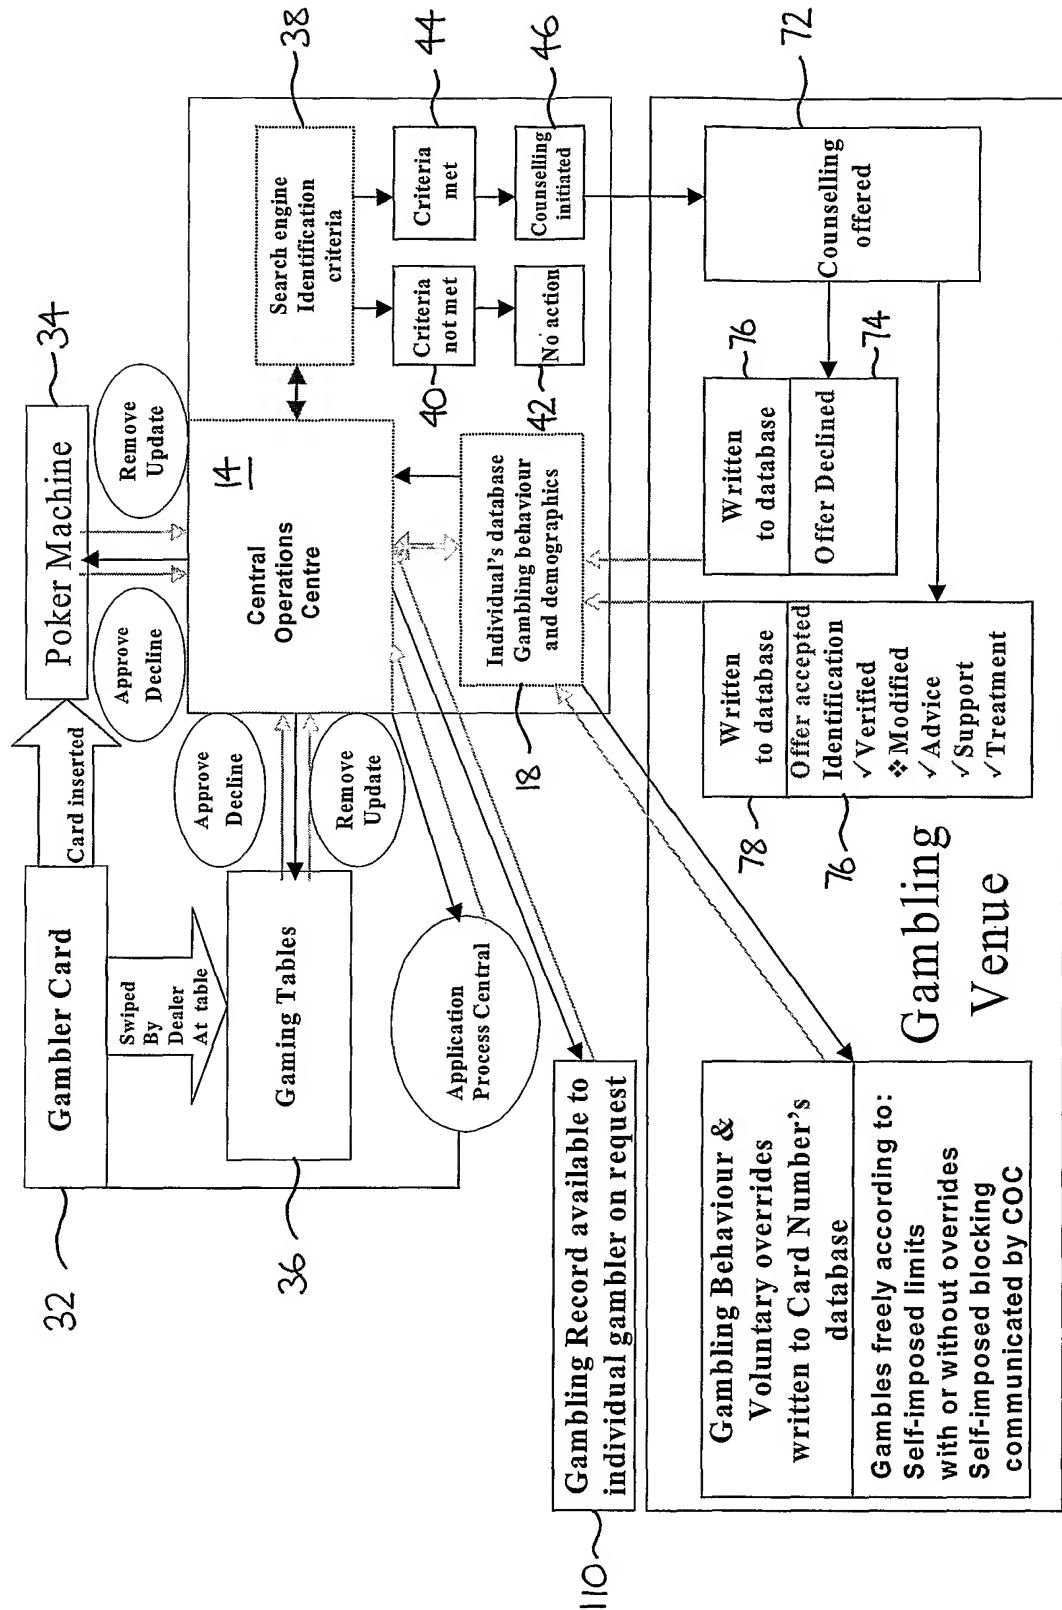 32
Gambler Card
Card inserted
Poker Machine
34
Swiped
By
Dealer
At table
Approve
Decline
Remove
Update
36
Gaming Tables
Approve
Decline
Remove
Update
14
Central
Operations
Centre
Search engine
Identification
criteria
38
Application
Process Central
40
Criteria
not met
Criteria
met
44
18
Individual's database
Gambling behaviour
and demographics
42
No action
Counselling
initiated
46
110
Gambling Record available to
individual gambler on request
Gambling Behaviour &
Voluntary overrides
written to Card Number's
database
Gambles freely according to:
Self-imposed limits
with or without overrides
Self-imposed blocking
communicated by COC
Gambling
Venue
78
Written
to database
76
Offer accepted
Identification
✓Verified
❖Modified
✓Advice
✓Support
✓Treatment
Written
to database
76
Offer Declined
74
Counselling
offered
72